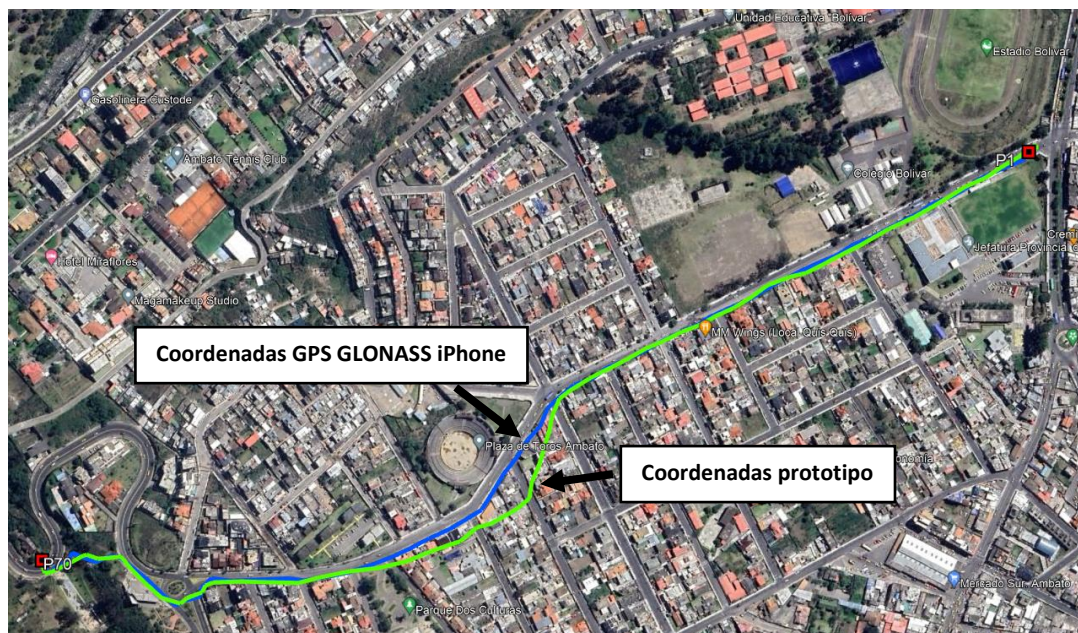 Unidad Educativa "Bolívar"
Estadio Bolívar
Gasolinera Custode
Ambato Tennis Club
P1
Colegio Bolívar
Hotel Miraflores
Jefatura Provincial
Magamakeup Studio
MM Wings (Local Quis Quis)
Coordenadas GPS GLONASS iPhone
Plaza de Toros Ambato
Coordenadas prototipo
P70
Mercado Sur Ambato
Parque Dos Culturas